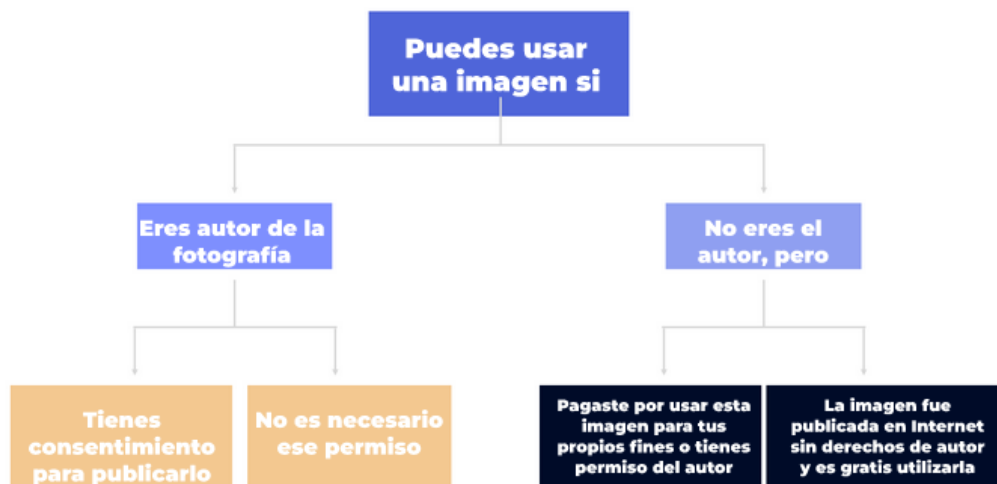 Puedes usar
una imagen si
Eres autor de la
fotografía
No eres el
autor, pero
Tienes
consentimiento
para publicarlo
No es necesario
ese permiso
Pagaste por usar esta
imagen para tus
propios fines o tienes
permiso del autor
La imagen fue
publicada en Internet
sin derechos de autor
y es gratis utilizarla